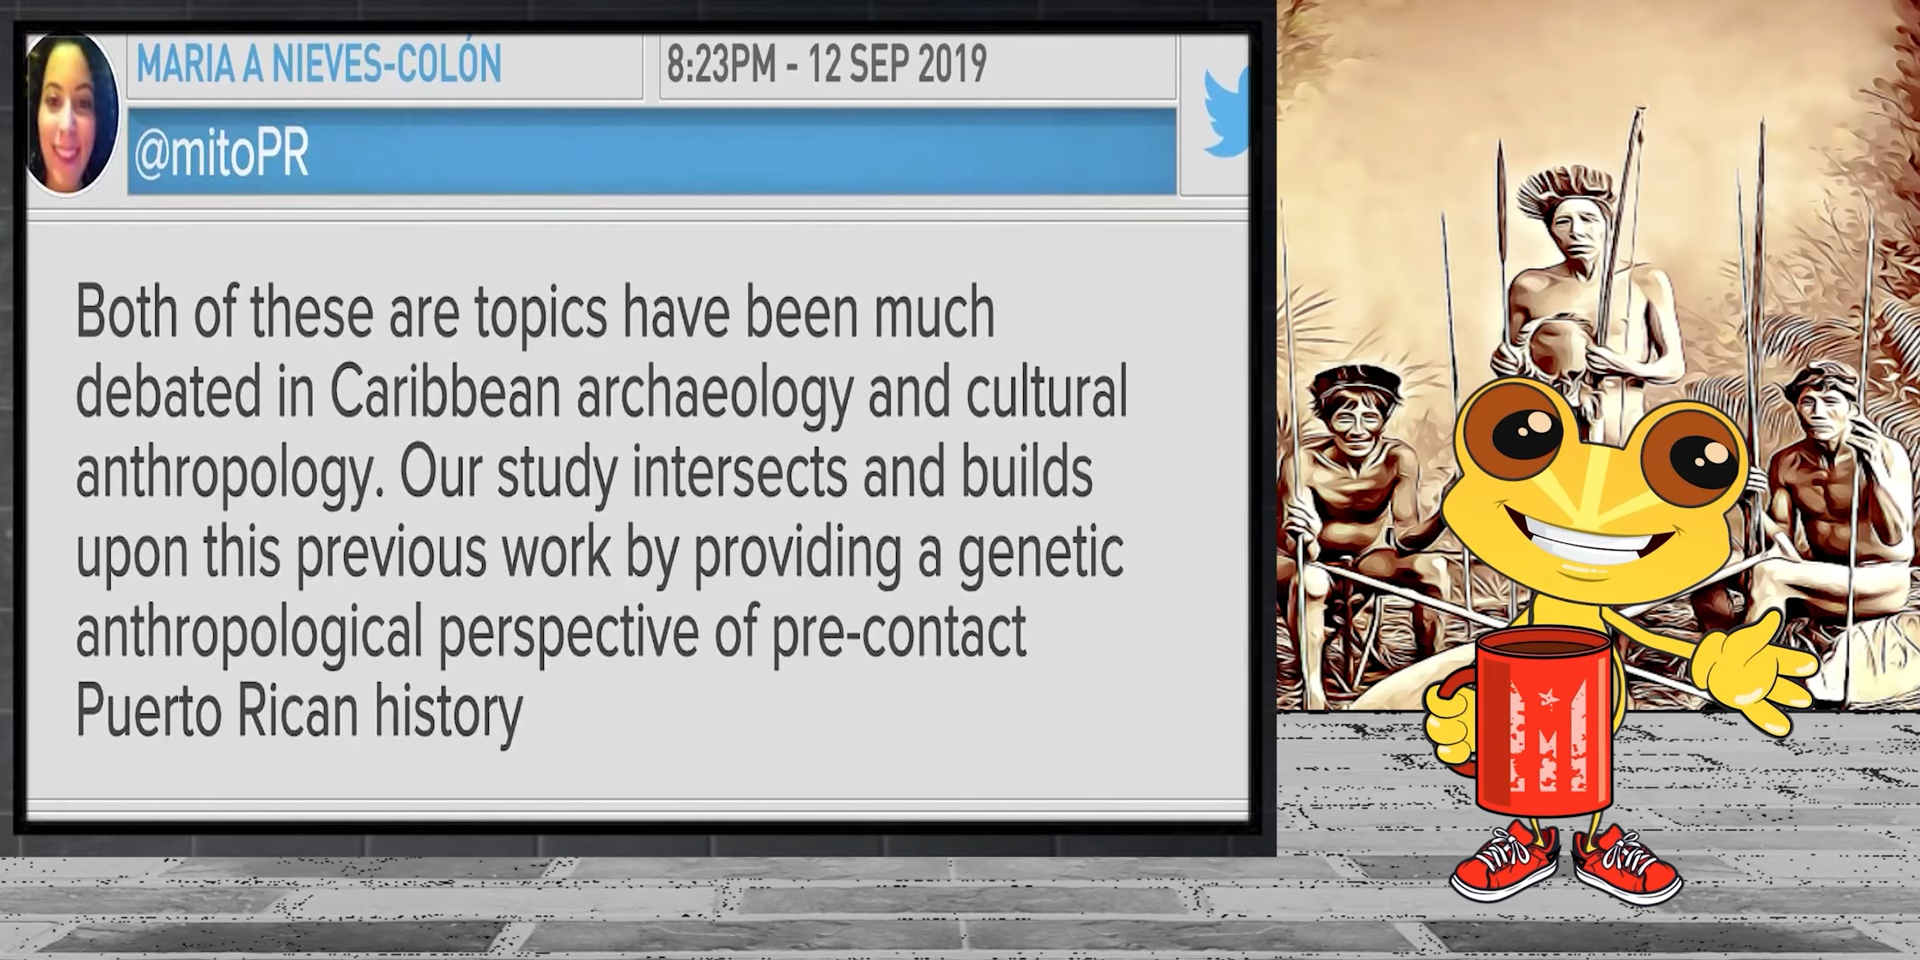 MARIA A NIEVES-COLÓN
8:23PM - 12 SEP 2019
@mitoPR
Both of these are topics have been much
debated in Caribbean archaeology and cultural
anthropology. Our study intersects and builds
upon this previous work by providing a genetic
anthropological perspective of pre-contact
Puerto Rican history